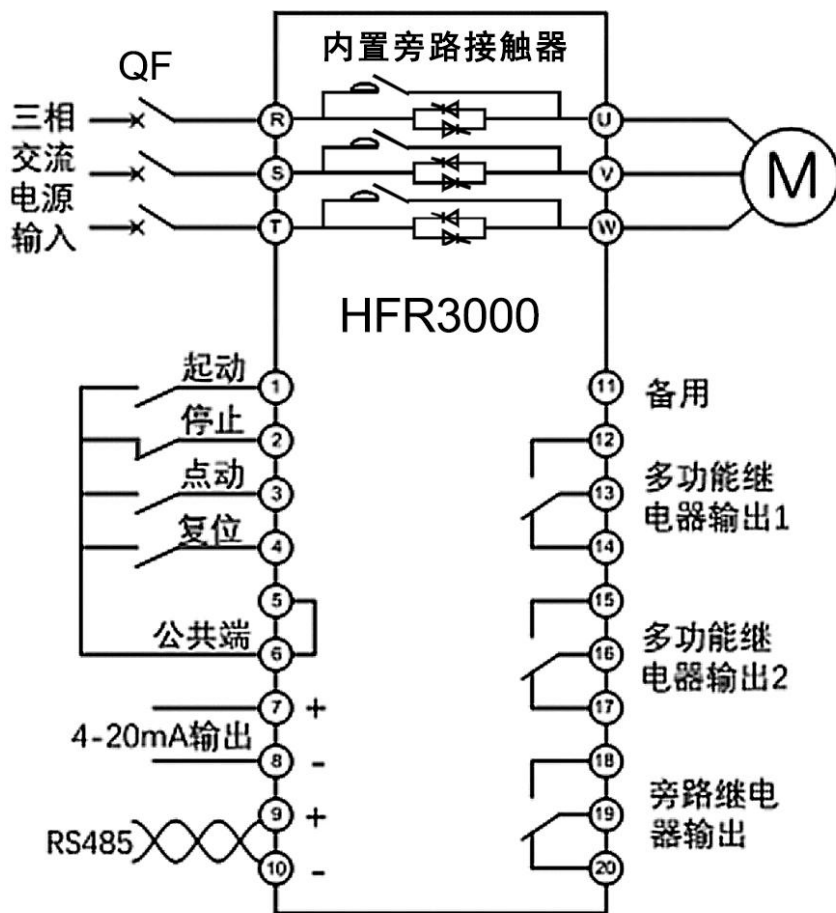 内置旁路接触器
QF
三相
交流
电源
输入
R
U
S
V
T
W
M
HFR3000
起动
1
停止
2
点动
3
复位
4
5
公共端
6
7
+
4-20mA输出
8
-
9
+
RS485
10
-
11
备用
12
多功能继
13
电器输出1
14
15
多功能继
16
电器输出2
17
18
旁路继电
19
器输出
20